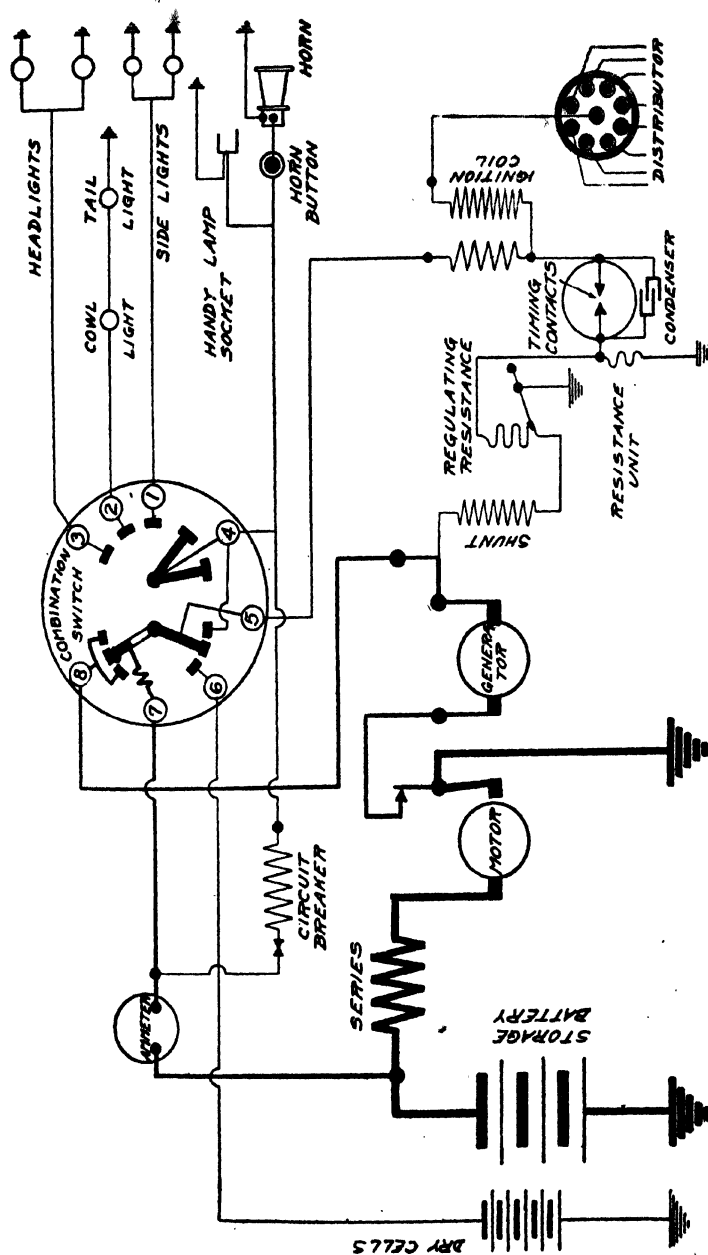 HEADLIGHTS
COWL
LIGHT
TAIL
LIGHT
SIDE LIGHTS
HANDY LAMP
SOCKET
HORN
BUTTON
HORN
COMBINATION
SWITCH
1
2
3
4
5
6
7
8
IGNITION
COIL
DISTRIBUTOR
TIMING
CONTACTS
CONDENSER
REGULATING
RESISTANCE
RESISTANCE
UNIT
SHUNT
GENERA
TOR
MOTOR
CIRCUIT
BREAKER
SERIES
AMMETER
STORAGE
BATTERY
DRY CELLS